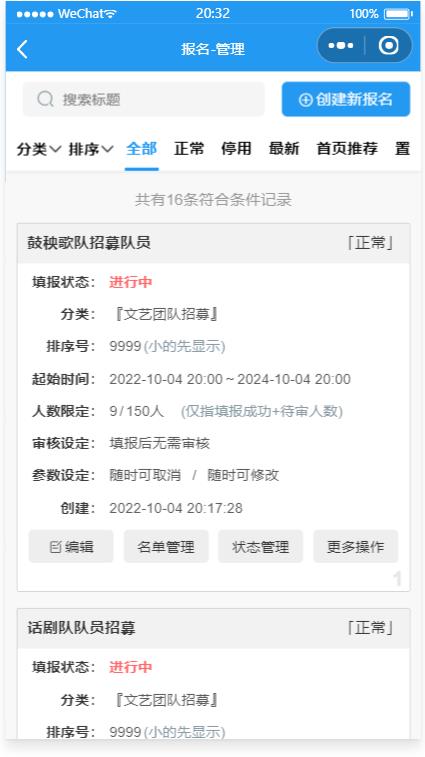 WeChat 20:32 100%
报名-管理
搜索标题 创建新报名
分类 排序 全部 正常 停用 最新 首页推荐 置
共有16条符合条件记录
鼓秧歌队招募队员 「正常」
填报状态： 进行中
分类： 『文艺团队招募』
排序号： 9999(小的先显示)
起始时间： 2022-10-04 20:00～2024-10-04 20:00
人数限定： 9/150人 (仅指填报成功+待审人数)
审核设定： 填报后无需审核
参数设定： 随时可取消 / 随时可修改
创建： 2022-10-04 20:17:28
编辑 名单管理 状态管理 更多操作
1
话剧队队员招募 「正常」
填报状态： 进行中
分类： 『文艺团队招募』
排序号： 9999(小的先显示)